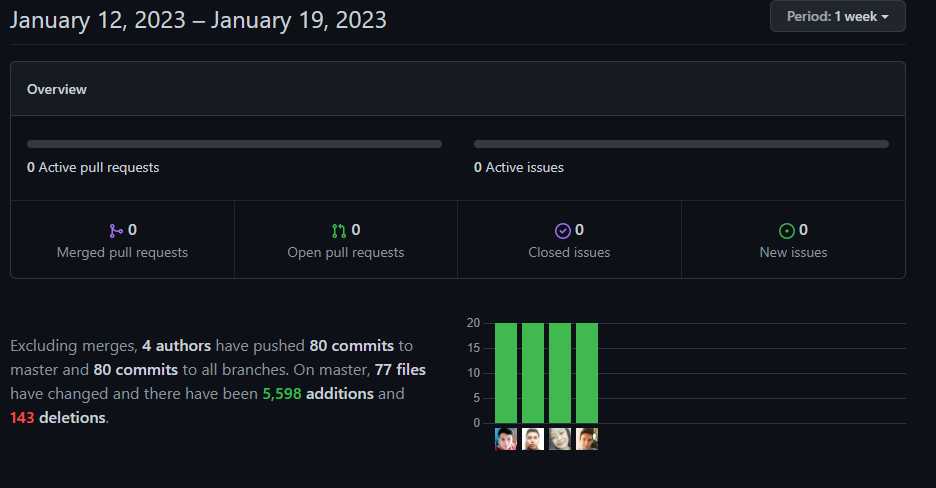 January 12, 2023 – January 19, 2023
Period: 1 week
Overview
0 Active pull requests
0 Active issues
0
Merged pull requests
0
Open pull requests
0
Closed issues
0
New issues
Excluding merges, 4 authors have pushed 80 commits to
master and 80 commits to all branches. On master, 77 files
have changed and there have been 5,598 additions and
143 deletions.
20
15
10
5
0